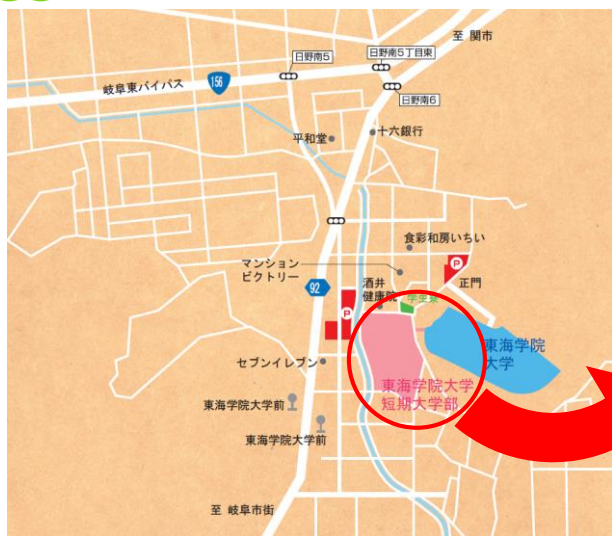 至 関市
日野南5
日野南5丁目東
156
岐阜東バイパス
日野南6
平和堂
十六銀行
食彩和房いちい
マンション
ビクトリー
P
正門
酒井
健康院
学生寮
92
P
東海学院
大学
セブンイレブン
東海学院大学
短期大学部
東海学院大学前
東海学院大学前
至 岐阜市街